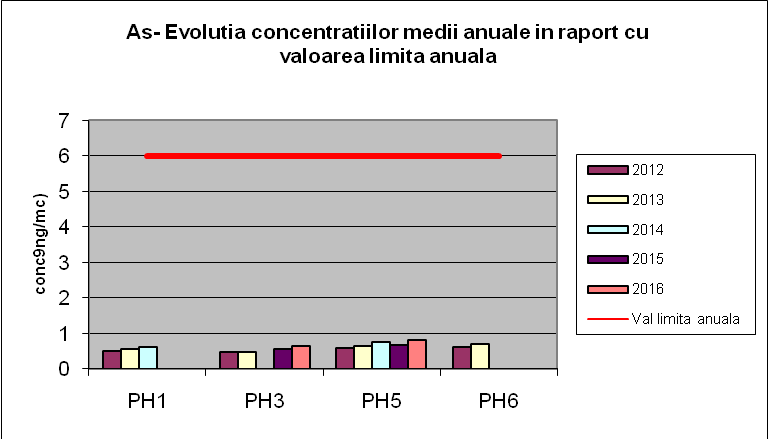 As- Evolutia concentratiilor medii anuale in raport cu
valoarea limita anuala
conc9ng/mc)
7
6
5
4
3
2
1
0
PH1
PH3
PH5
PH6
2012
2013
2014
2015
2016
Val limita anuala